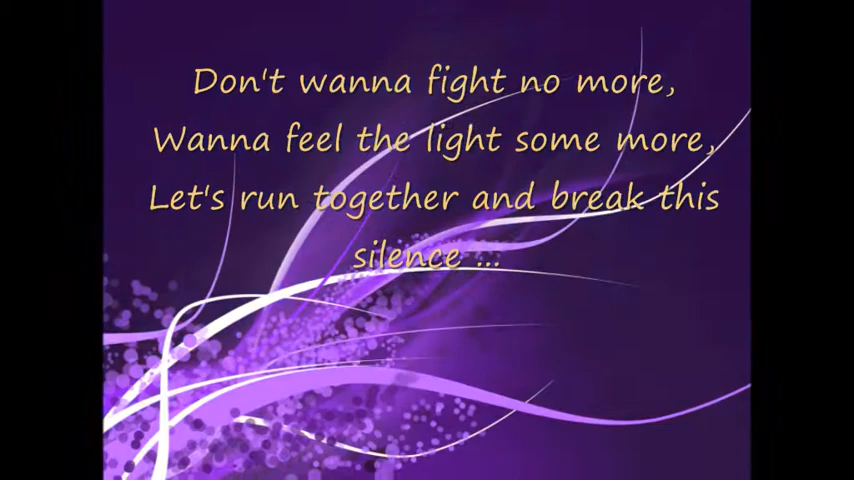 Don't wanna fight no more,
Wanna feel the light some more,
Let's run together and break this
silence ...